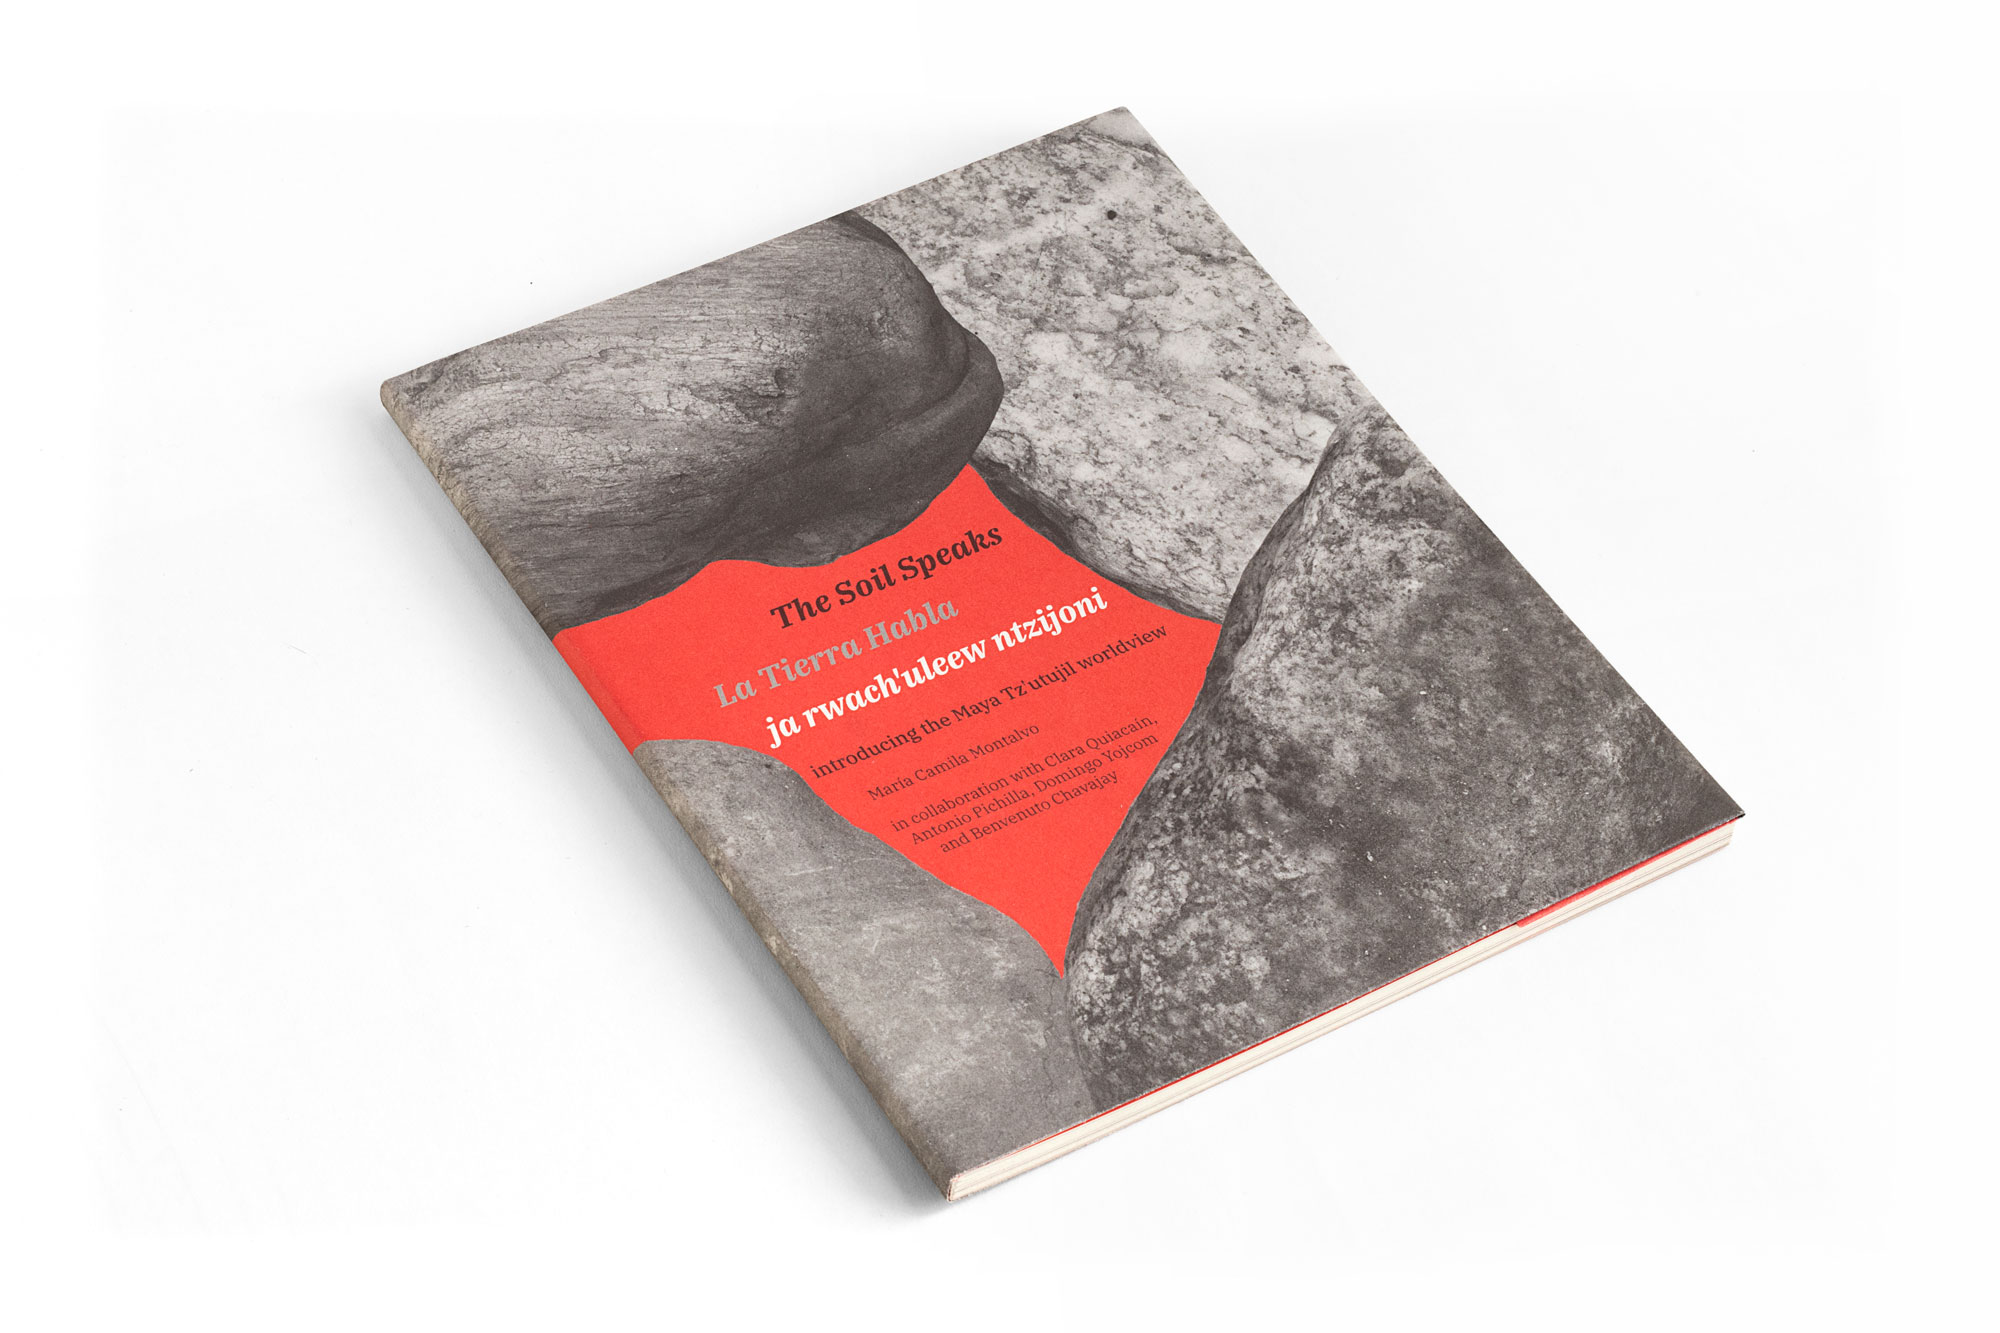 The Soil Speaks
La Tierra Habla
ja rwach'uleew ntzijoni
introducing the Maya Tz'utujil worldview
María Camila Montalvo
in collaboration with Clara Quiacain,
Antonio Pichilla, Domingo Yojcom
and Benvenuto Chavajay